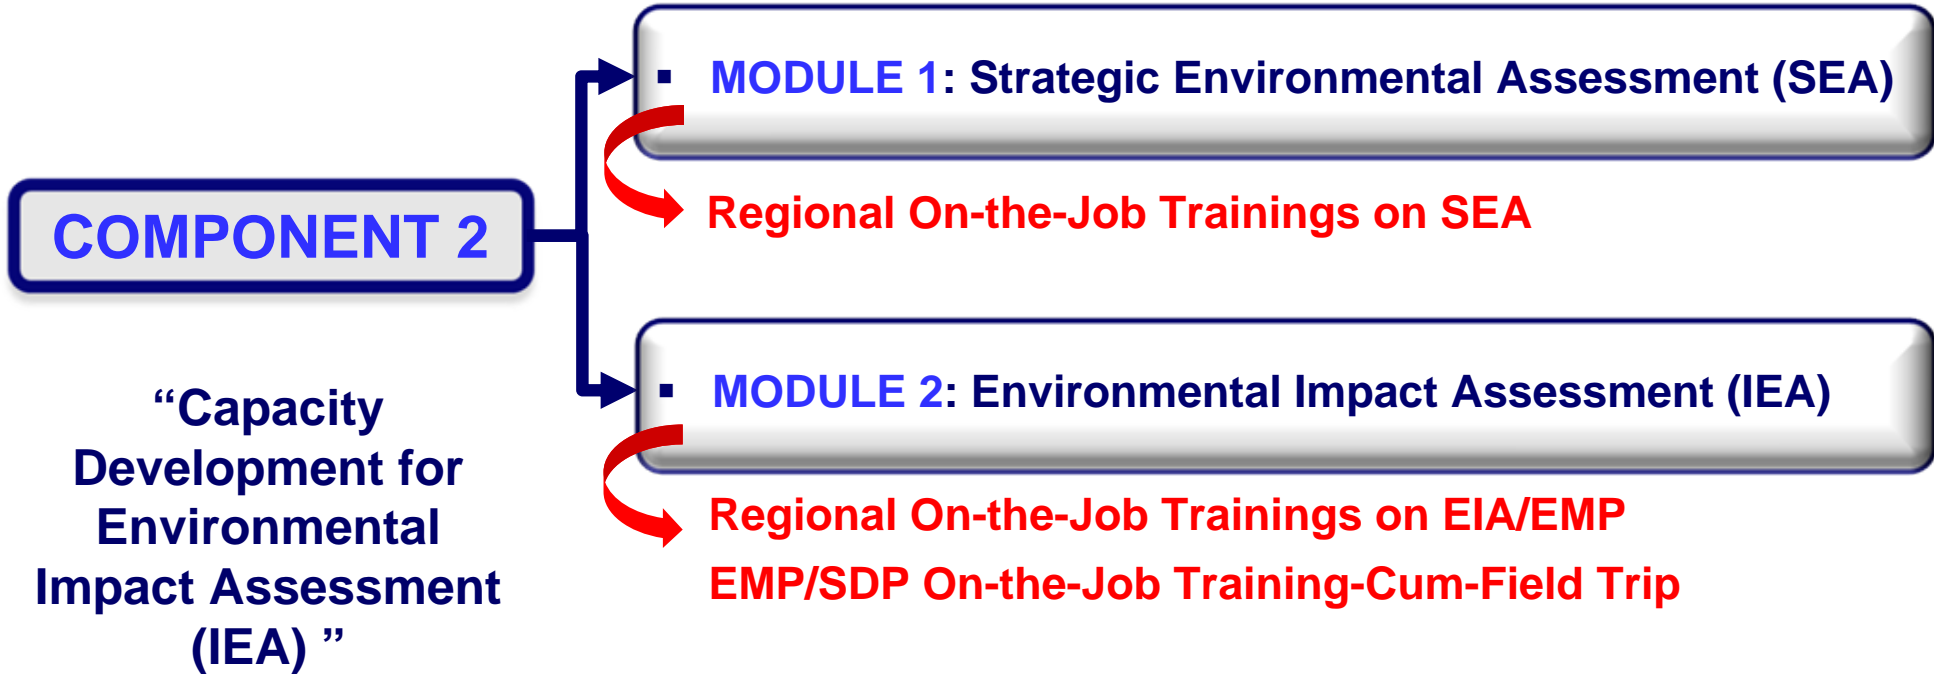 ▪ MODULE 1: Strategic Environmental Assessment (SEA)
Regional On-the-Job Trainings on SEA
COMPONENT 2
“Capacity
Development for
Environmental
Impact Assessment
(IEA) ”
▪ MODULE 2: Environmental Impact Assessment (IEA)
Regional On-the-Job Trainings on EIA/EMP
EMP/SDP On-the-Job Training-Cum-Field Trip